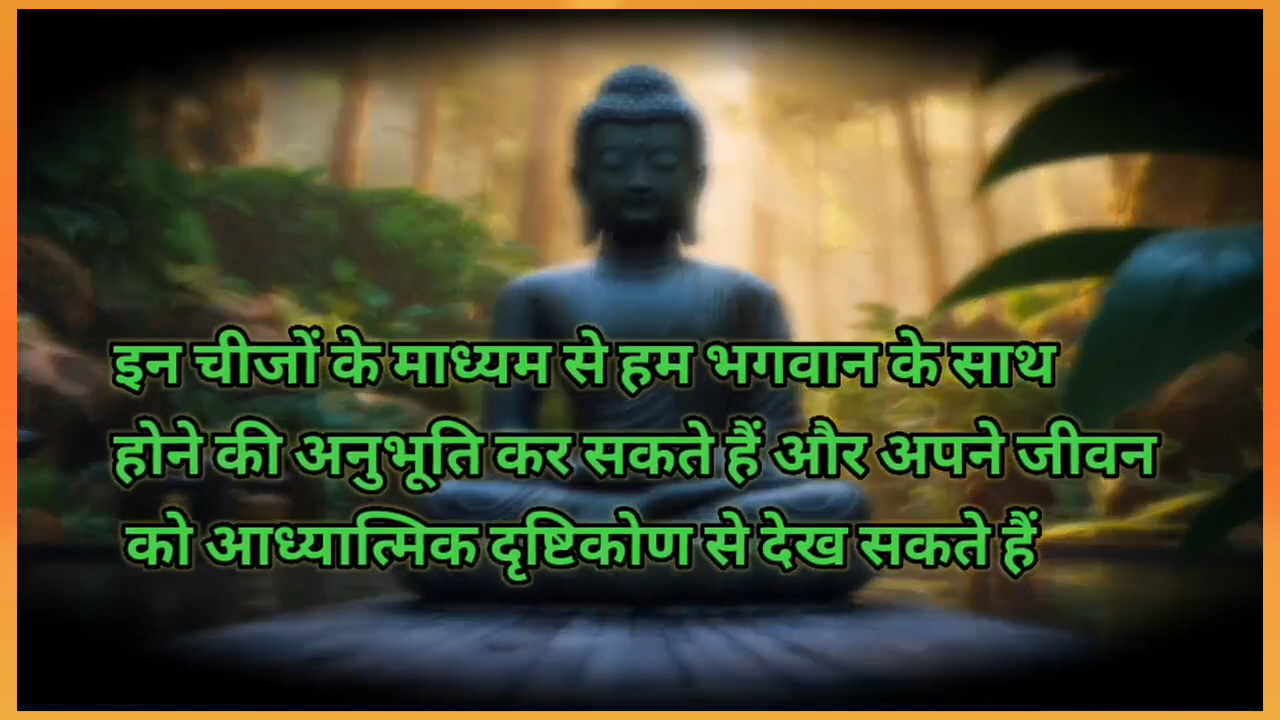 इन चीजों के माध्यम से हम भगवान के साथ
होने की अनुभूति कर सकते हैं और अपने जीवन
को आध्यात्मिक दृष्टिकोण से देख सकते हैं